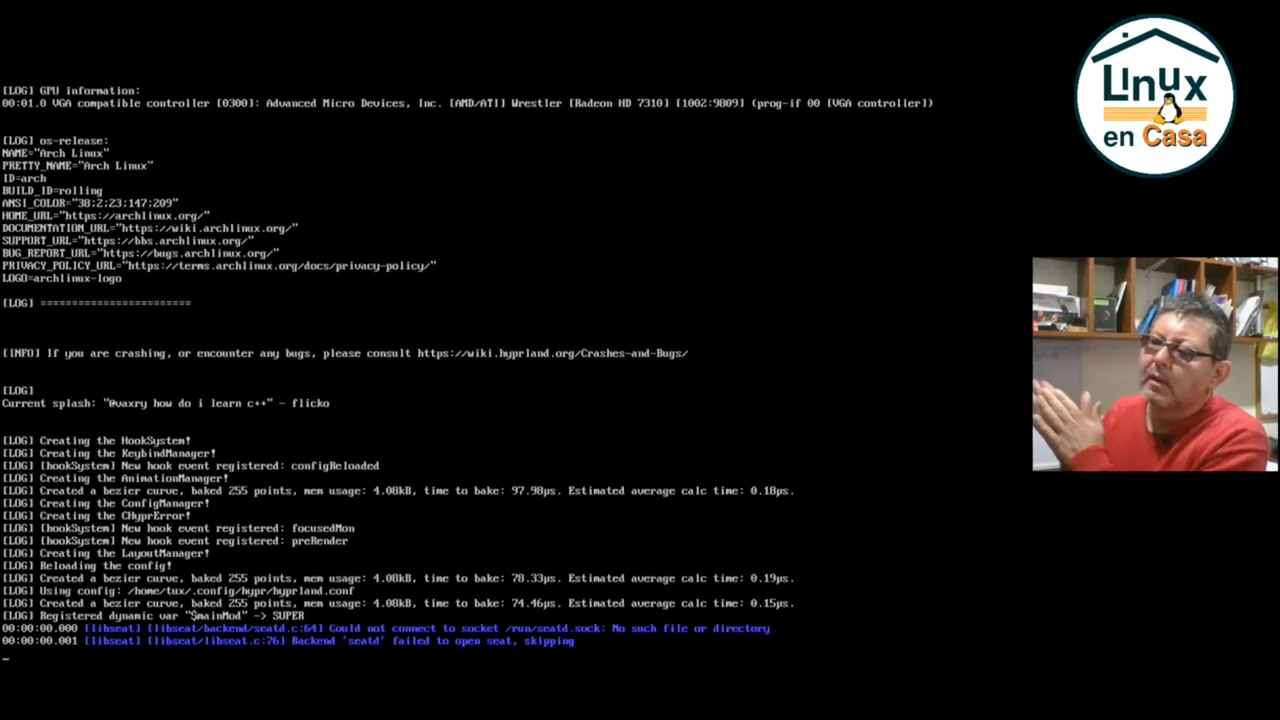 [LOG] GPU information:
00:01.0 VGA compatible controller [0300]: Advanced Micro Devices, Inc. [AMD/ATI] Wrestler [Radeon HD 7310] [1002:9809] (prog-if 00 [VGA controller])
[LOG] os-release:
NAME="Arch Linux"
PRETTY_NAME="Arch Linux"
ID=arch
BUILD_ID=rolling
ANSI_COLOR="38;2;23;147;209"
HOME_URL="https://archlinux.org/"
DOCUMENTATION_URL="https://wiki.archlinux.org/"
SUPPORT_URL="https://bbs.archlinux.org/"
BUG_REPORT_URL="https://bugs.archlinux.org/"
PRIVACY_POLICY_URL="https://terms.archlinux.org/docs/privacy-policy/"
LOGO=archlinux-logo
[LOG] ========================
[INFO] If you are crashing, or encounter any bugs, please consult https://wiki.hyprland.org/Crashes-and-Bugs/
[LOG]
Current splash: "@vaxry how do i learn c++" - flicko
[LOG] Creating the HookSystem!
[LOG] Creating the KeybindManager!
[LOG] [hookSystem] New hook event registered: configReloaded
[LOG] Creating the AnimationManager!
[LOG] Created a bezier curve, baked 255 points, mem usage: 4.08kB, time to bake: 97.98µs. Estimated average calc time: 0.18µs.
[LOG] Creating the ConfigManager!
[LOG] Creating the CHyprError!
[LOG] [hookSystem] New hook event registered: focusedMon
[LOG] [hookSystem] New hook event registered: preRender
[LOG] Creating the LayoutManager!
[LOG] Reloading the config!
[LOG] Created a bezier curve, baked 255 points, mem usage: 4.08kB, time to bake: 78.33µs. Estimated average calc time: 0.19µs.
[LOG] Using config: /home/tux/.config/hypr/hyprland.conf
[LOG] Created a bezier curve, baked 255 points, mem usage: 4.08kB, time to bake: 74.46µs. Estimated average calc time: 0.15µs.
[LOG] Registered dynamic var "$mainMod" -> SUPER
00:00:00.000 [libseat] [libseat/backend/seatd.c:64] Could not connect to socket /run/seatd.sock: No such file or directory
00:00:00.001 [libseat] [libseat/libseat.c:76] Backend 'seatd' failed to open seat, skipping
Linux
en Casa